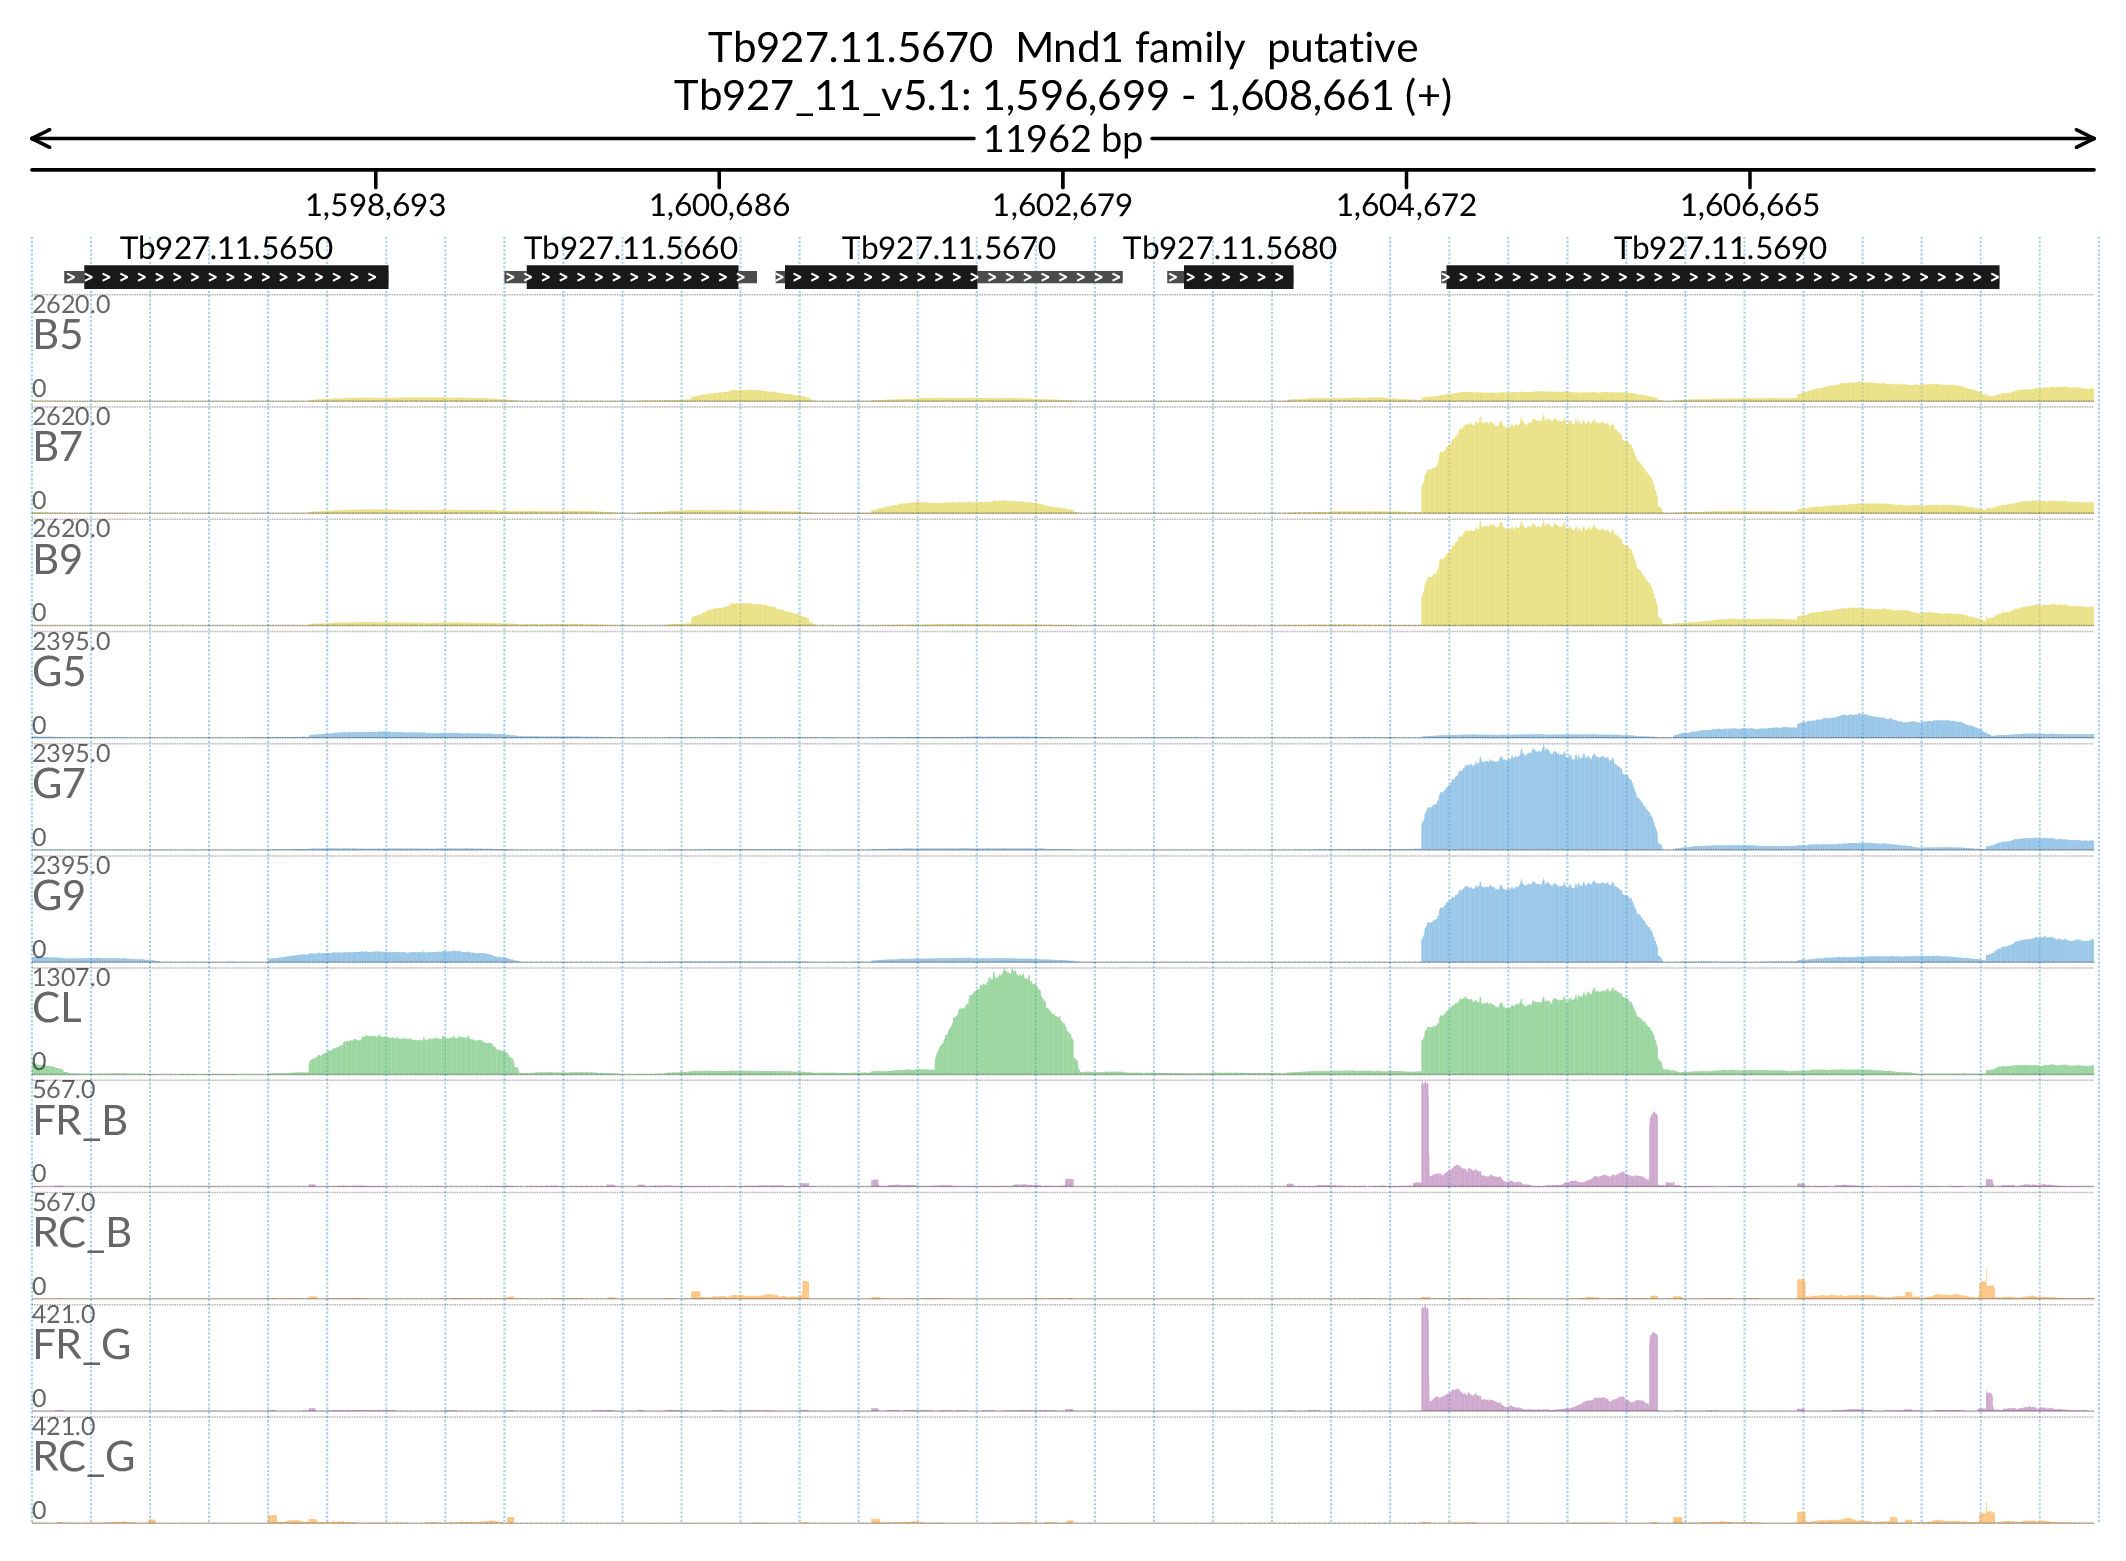 Tb927.11.5670  Mnd1 family  putative
Tb927_11_v5.1: 1,596,699 - 1,608,661 (+)
11962 bp
1,598,693 1,600,686 1,602,679 1,604,672 1,606,665
Tb927.11.5650 Tb927.11.5660 Tb927.11.5670 Tb927.11.5680 Tb927.11.5690
2620.0
B5
0
2620.0
B7
0
2620.0
B9
0
2395.0
G5
0
2395.0
G7
0
2395.0
G9
0
1307.0
CL
0
567.0
FR_B
0
567.0
RC_B
0
421.0
FR_G
0
421.0
RC_G
0